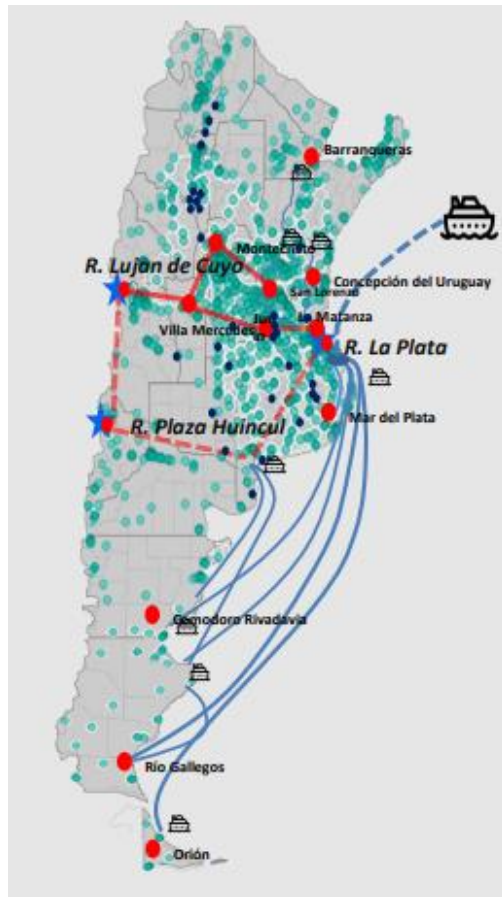 Barranqueras
Montecristo
R. Lujan de Cuyo
Concepción del Uruguay
San Lorenzo
La Matanza
Villa Mercedes
R. La Plata
Mar del Plata
R. Plaza Huincul
Comodoro Rivadavia
Río Gallegos
Orión